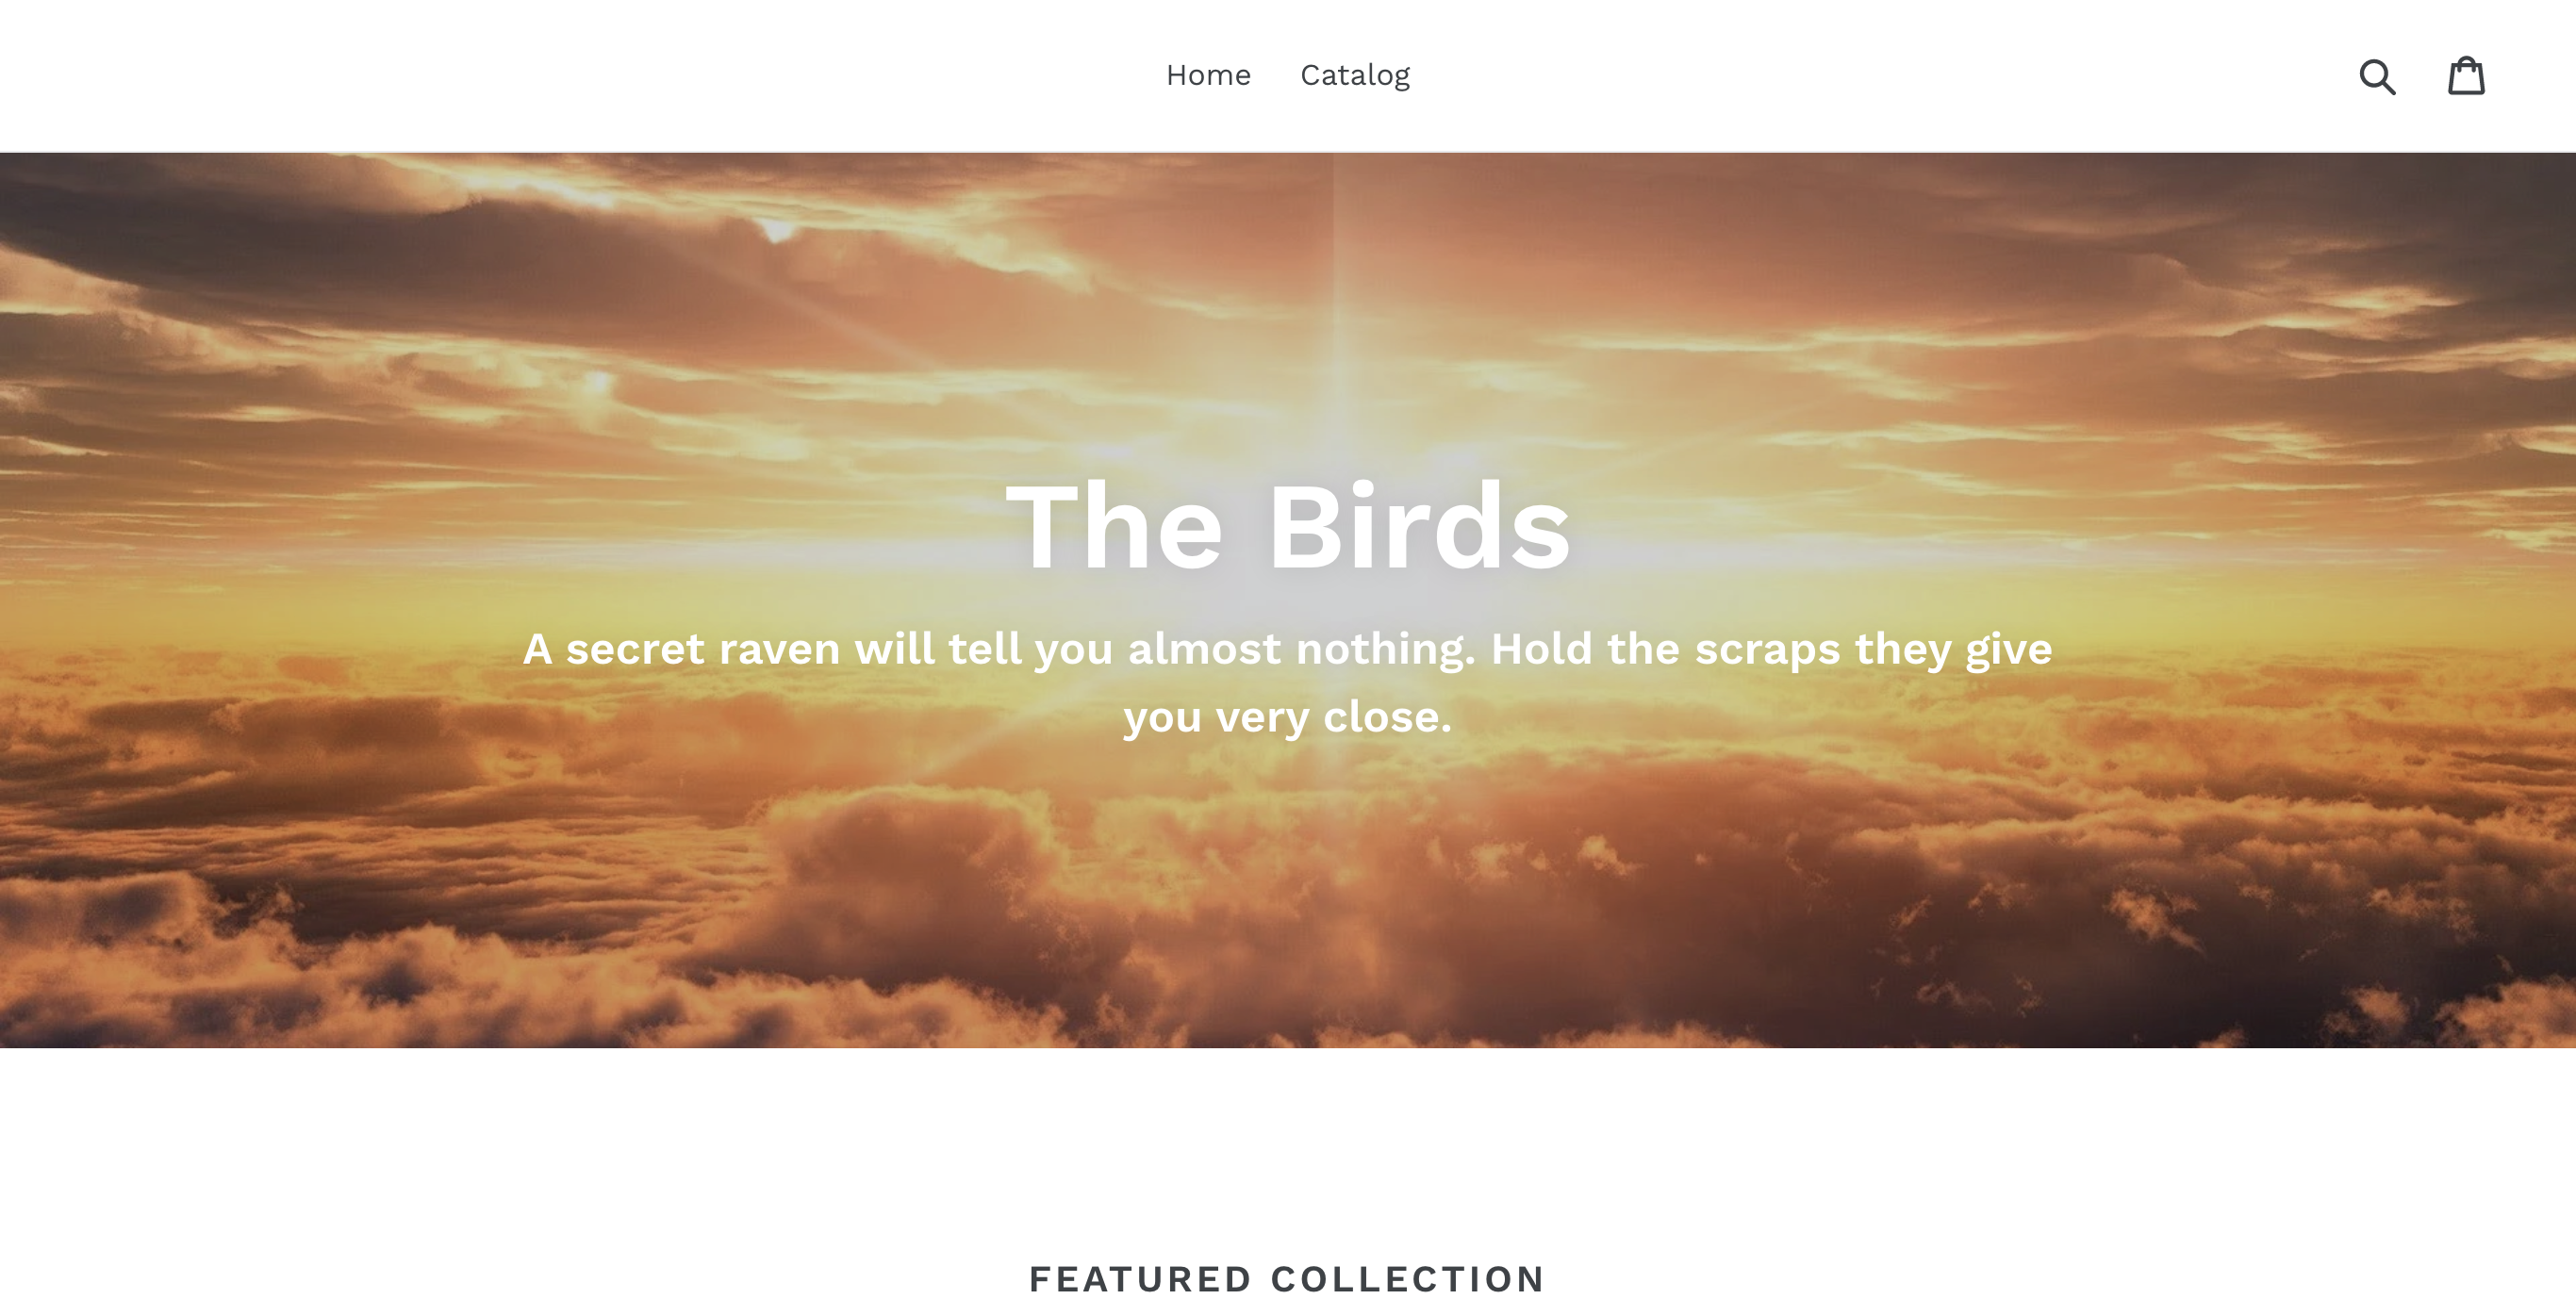 Home Catalog
The Birds
A secret raven will tell you almost nothing. Hold the scraps they give
you very close.
FEATURED COLLECTION